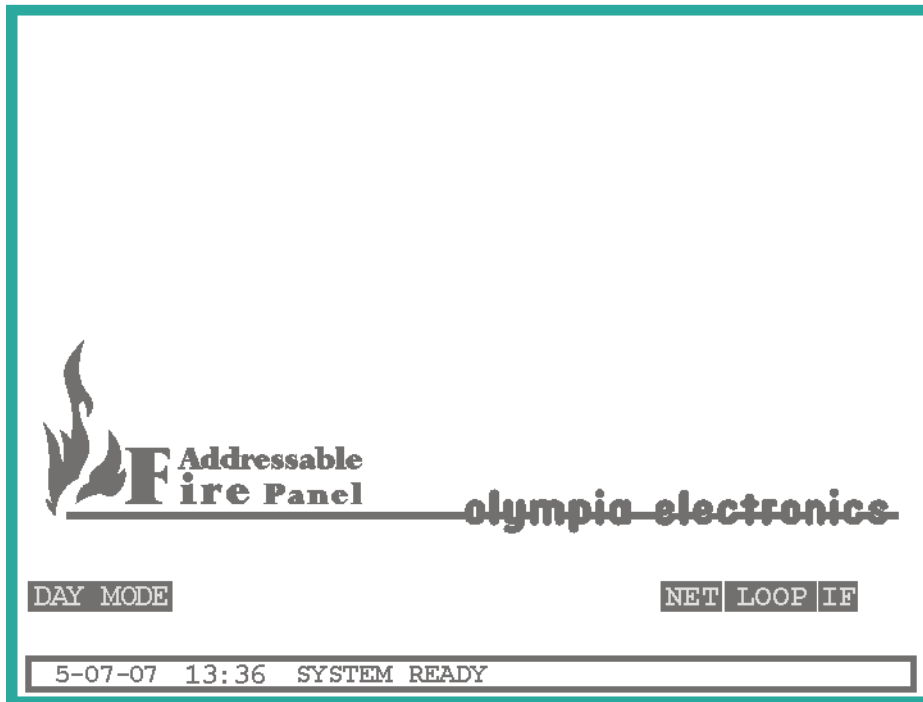 Addressable
Fire Panel
olympia electronics
DAY MODE NET LOOP IF
5-07-07 13:36 SYSTEM READY